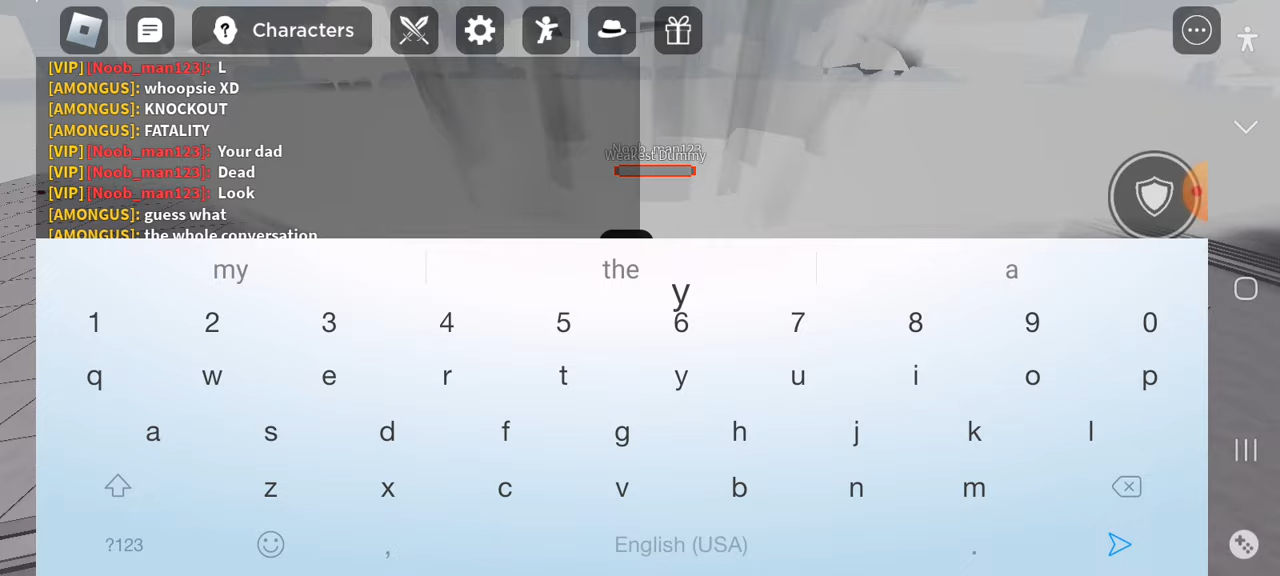 Characters
[VIP][Noob_man123]: L
[AMONGUS]: whoopsie XD
[AMONGUS]: KNOCKOUT
[AMONGUS]: FATALITY
[VIP][Noob_man123]: Your dad
[VIP][Noob_man123]: Dead
[VIP][Noob_man123]: Look
[AMONGUS]: guess what
[AMONGUS]: the whole conversation
Noob_man123
Weakest Dummy
my the a
y
1 2 3 4 5 6 7 8 9 0
q w e r t y u i o p
a s d f g h j k l
z x c v b n m
?123 , English (USA) .